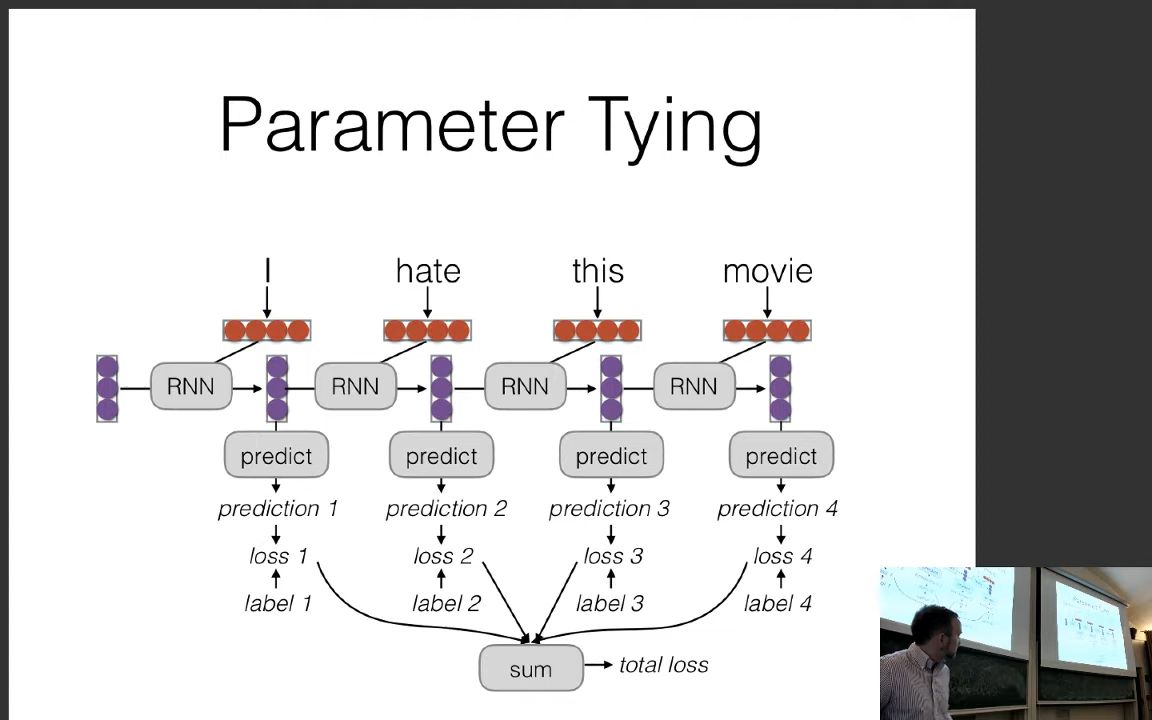 Parameter Tying
I hate this movie
RNN RNN RNN RNN
predict predict predict predict
prediction 1 prediction 2 prediction 3 prediction 4
loss 1 loss 2 loss 3 loss 4
label 1 label 2 label 3 label 4
sum total loss